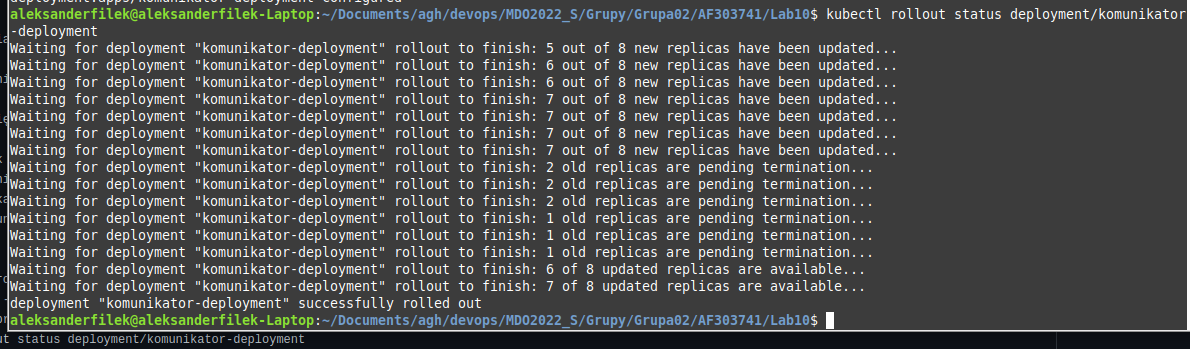 deployment.apps/komunikator-deployment configured
aleksanderfilek@aleksanderfilek-Laptop:~/Documents/agh/devops/MDO2022_S/Grupy/Grupa02/AF303741/Lab10$ kubectl rollout status deployment/komunikator
-deployment
Waiting for deployment "komunikator-deployment" rollout to finish: 5 out of 8 new replicas have been updated...
Waiting for deployment "komunikator-deployment" rollout to finish: 6 out of 8 new replicas have been updated...
Waiting for deployment "komunikator-deployment" rollout to finish: 6 out of 8 new replicas have been updated...
Waiting for deployment "komunikator-deployment" rollout to finish: 7 out of 8 new replicas have been updated...
Waiting for deployment "komunikator-deployment" rollout to finish: 7 out of 8 new replicas have been updated...
Waiting for deployment "komunikator-deployment" rollout to finish: 7 out of 8 new replicas have been updated...
Waiting for deployment "komunikator-deployment" rollout to finish: 7 out of 8 new replicas have been updated...
Waiting for deployment "komunikator-deployment" rollout to finish: 2 old replicas are pending termination...
Waiting for deployment "komunikator-deployment" rollout to finish: 2 old replicas are pending termination...
Waiting for deployment "komunikator-deployment" rollout to finish: 2 old replicas are pending termination...
Waiting for deployment "komunikator-deployment" rollout to finish: 1 old replicas are pending termination...
Waiting for deployment "komunikator-deployment" rollout to finish: 1 old replicas are pending termination...
Waiting for deployment "komunikator-deployment" rollout to finish: 1 old replicas are pending termination...
Waiting for deployment "komunikator-deployment" rollout to finish: 6 of 8 updated replicas are available...
Waiting for deployment "komunikator-deployment" rollout to finish: 7 of 8 updated replicas are available...
deployment "komunikator-deployment" successfully rolled out
aleksanderfilek@aleksanderfilek-Laptop:~/Documents/agh/devops/MDO2022_S/Grupy/Grupa02/AF303741/Lab10$
ut status deployment/komunikator-deployment